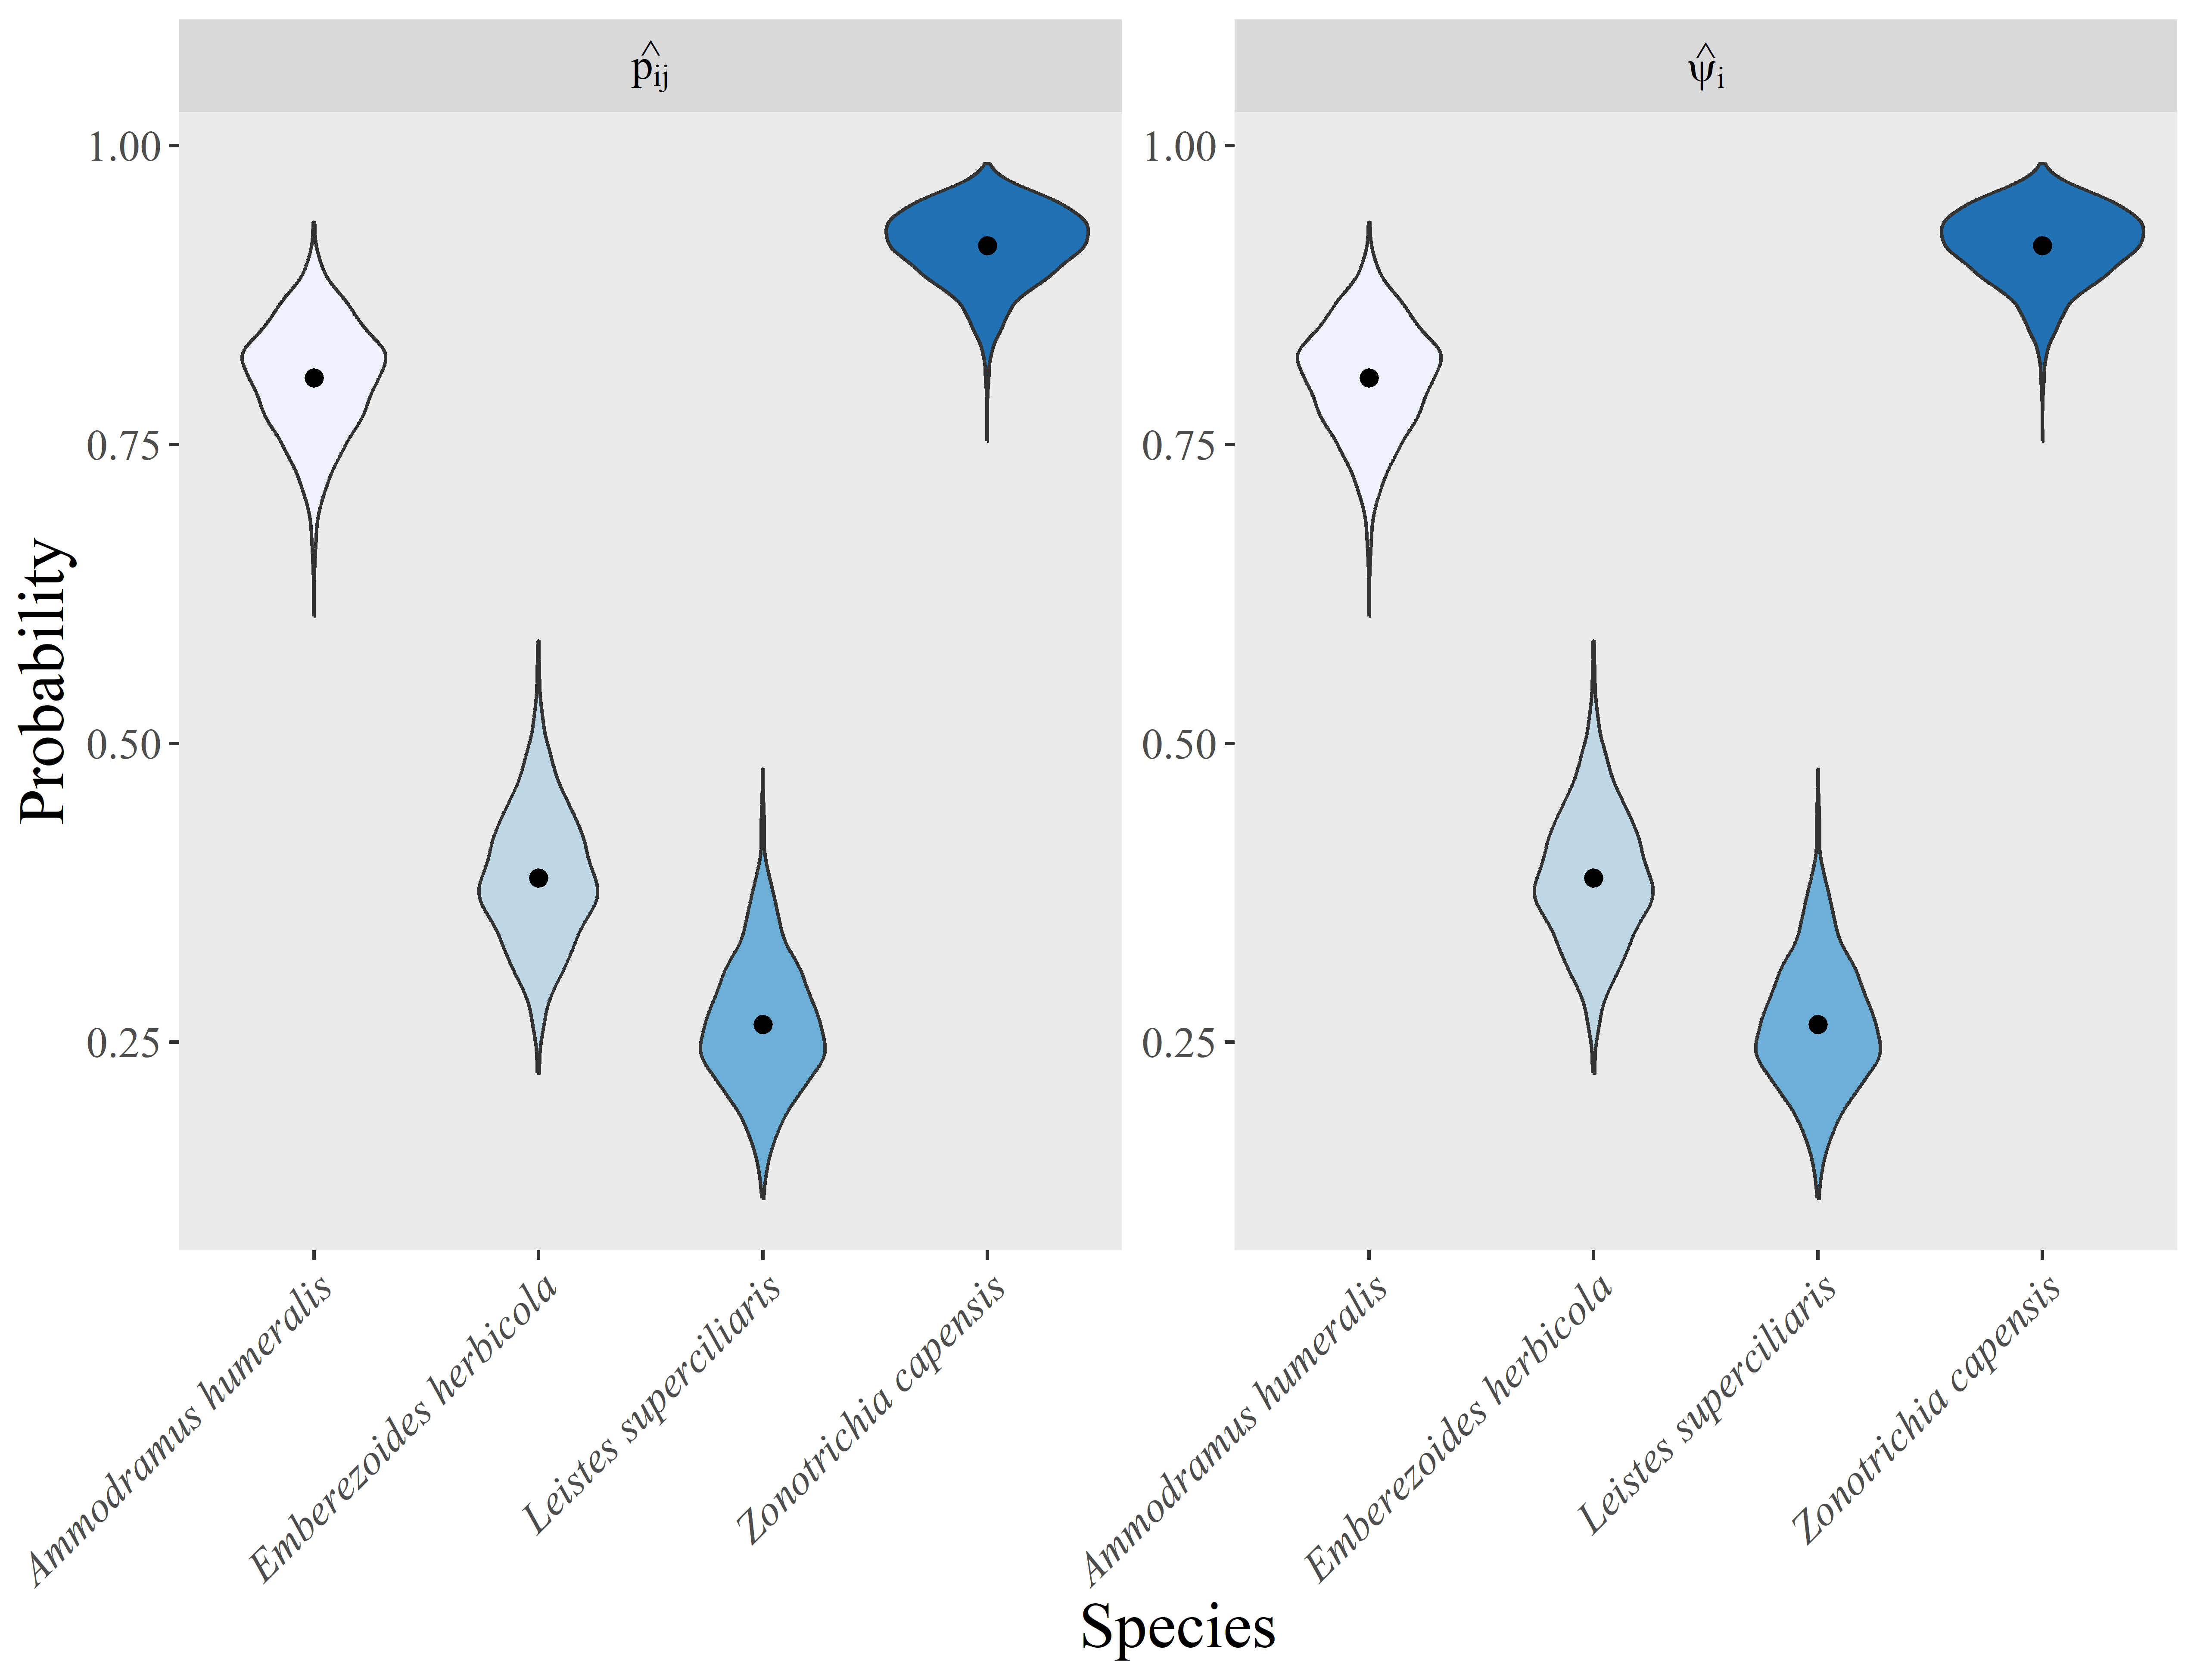 p̂ij
ψ̂i
Probability
1.00
0.75
0.50
0.25
1.00
0.75
0.50
0.25
Ammodramus humeralis
Emberezoides herbicola
Leistes superciliaris
Zonotrichia capensis
Ammodramus humeralis
Emberezoides herbicola
Leistes superciliaris
Zonotrichia capensis
Species